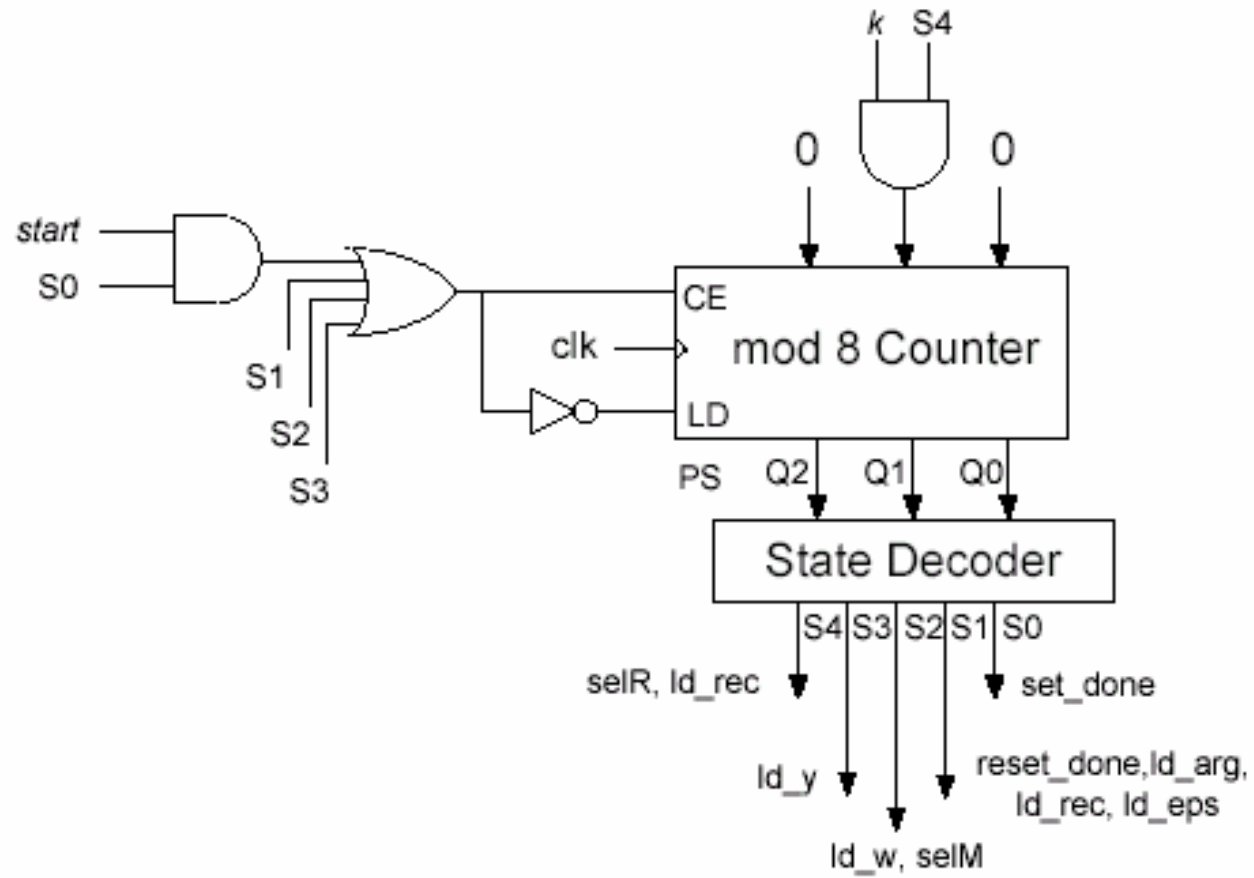 k S4
0 0
start
S0
S1
S2
S3
CE
clk
mod 8 Counter
LD
PS Q2 Q1 Q0
State Decoder
S4 S3 S2 S1 S0
selR, ld_rec
set_done
ld_y
reset_done,ld_arg,
ld_rec, ld_eps
ld_w, selM